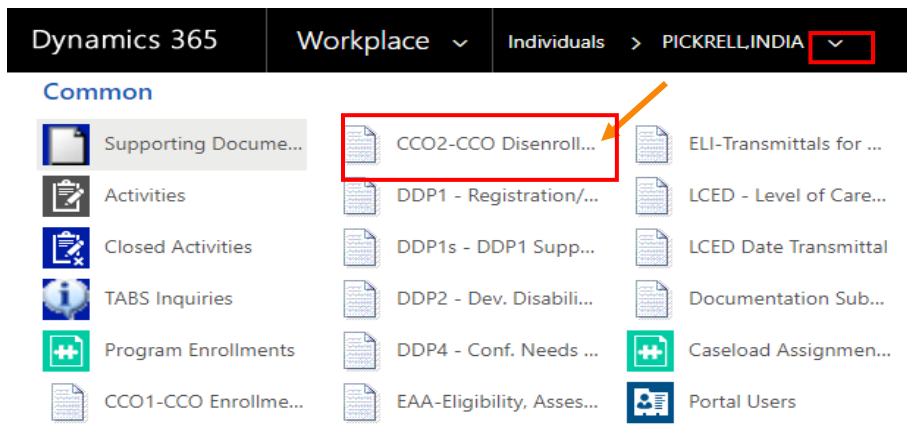 Dynamics 365 Workplace Individuals > PICKRELL,INDIA
Common
Supporting Docume... CCO2-CCO Disenroll... ELI-Transmittals for ...
Activities DDP1 - Registration/... LCED - Level of Care...
Closed Activities DDP1s - DDP1 Supp... LCED Date Transmittal
TABS Inquiries DDP2 - Dev. Disabili... Documentation Sub...
Program Enrollments DDP4 - Conf. Needs ... Caseload Assignmen...
CCO1-CCO Enrollme... EAA-Eligibility, Asses... Portal Users